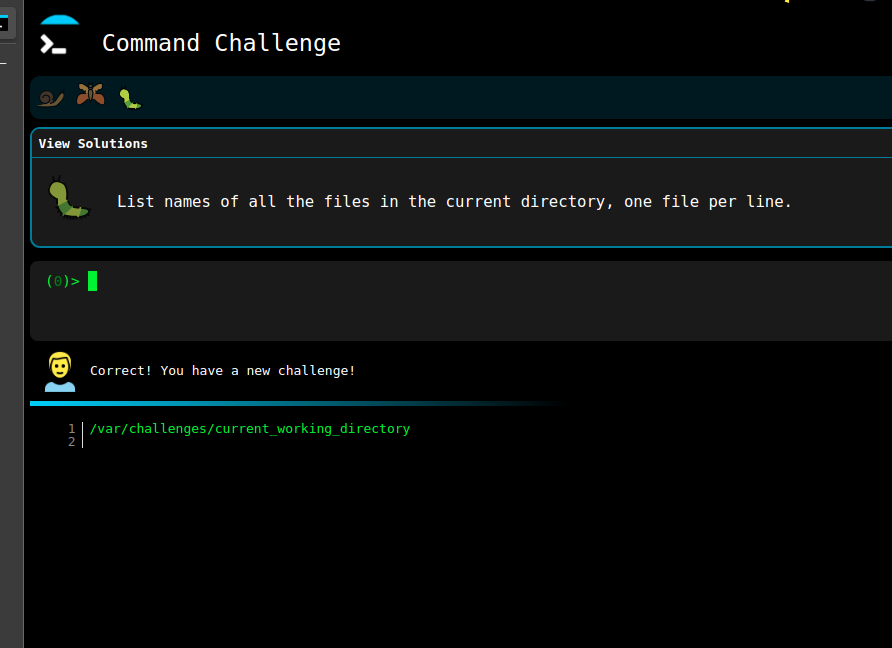 Command Challenge
View Solutions
List names of all the files in the current directory, one file per line.
(0)>
Correct! You have a new challenge!
1 /var/challenges/current_working_directory
2